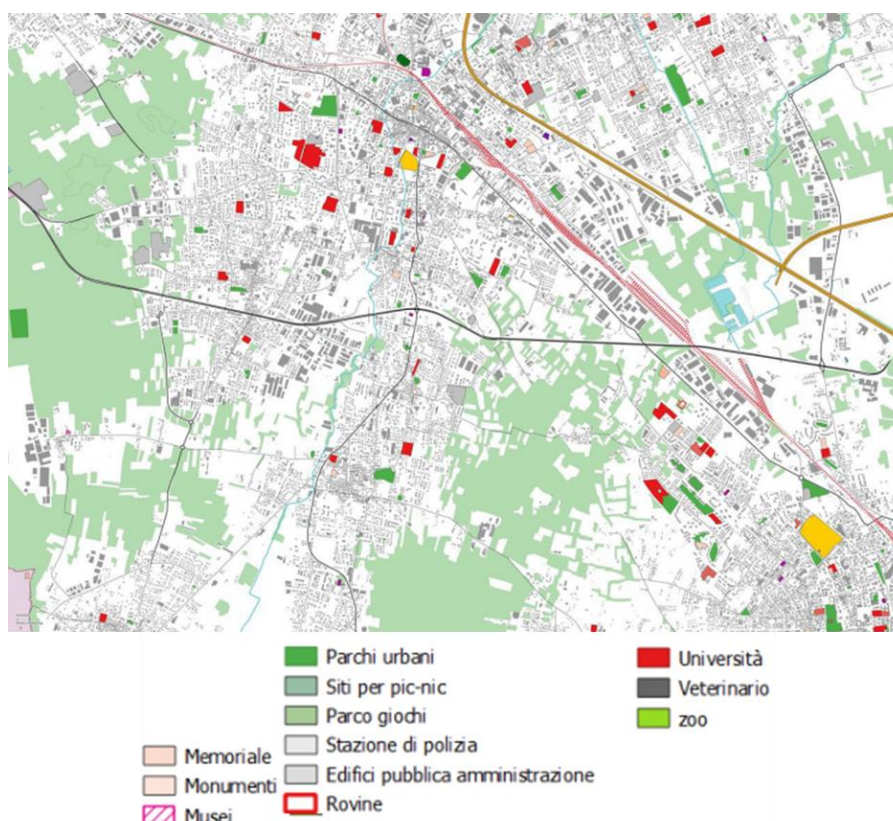 Parchi urbani
Siti per pic-nic
Parco giochi
Stazione di polizia
Edifici pubblica amministrazione
Rovine
Memoriale
Monumenti
Musei
Università
Veterinario
zoo